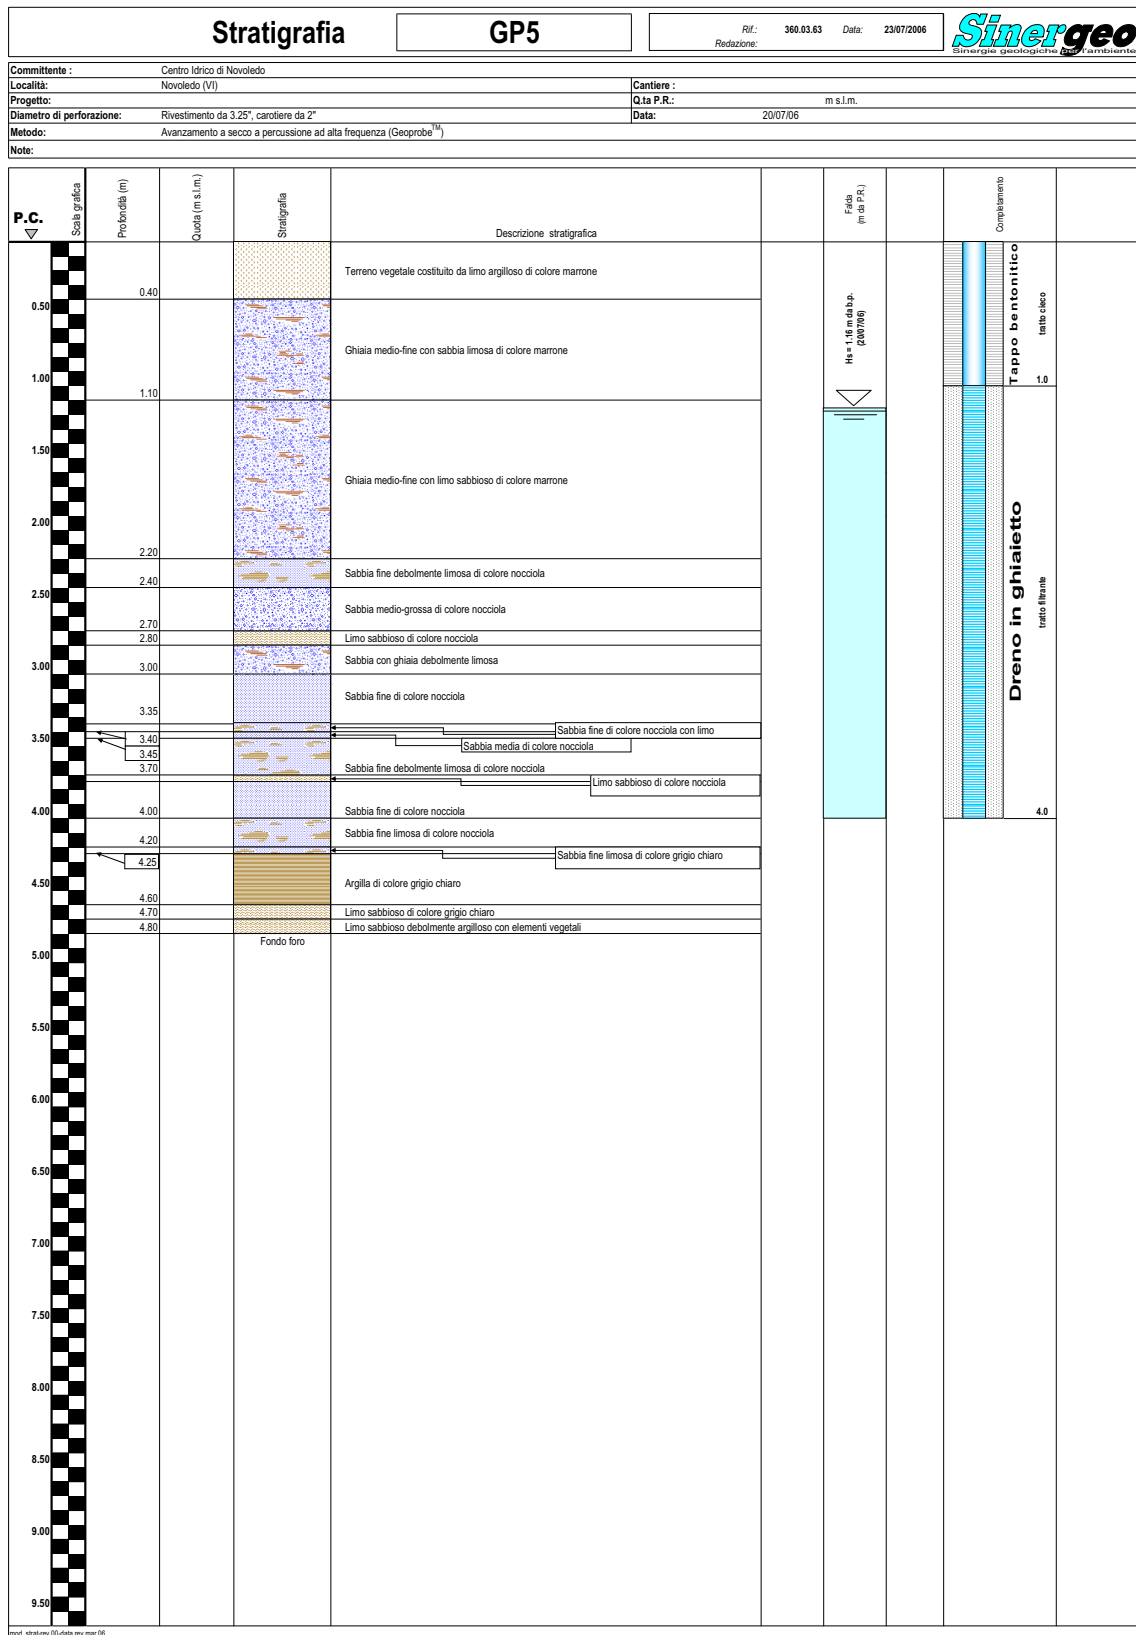 Stratigrafia
GP5
Rif.: 360.03.63 Data: 23/07/2006
Redazione:
Sinergeo
Sinergie geologiche per l'ambiente
Committente : Centro Idrico di Novoledo
Località: Novoledo (VI) Cantiere :
Progetto: Q.ta P.R.: m s.l.m.
Diametro di perforazione: Rivestimento da 3.25", carotiere da 2" Data: 20/07/06
Metodo: Avanzamento a secco a percussione ad alta frequenza (Geoprobe™)
Note:
P.C.
Scala grafica
Profondità (m)
Quota (m s.l.m.)
Stratigrafia
Descrizione stratigrafica
Falda
(m da P.R.)
Completamento
Terreno vegetale costituito da limo argilloso di colore marrone
0.40
0.50
Ghiaia medio-fine con sabbia limosa di colore marrone
1.00
1.10
Hs = 1.16 m da b.p.
(20/07/06)
Tappo bentonitico
tratto cieco
1.0
1.50
Ghiaia medio-fine con limo sabbioso di colore marrone
2.00
2.20
Sabbia fine debolmente limosa di colore nocciola
2.40
2.50
Sabbia medio-grossa di colore nocciola
2.70
2.80 Limo sabbioso di colore nocciola
Dreno in ghiaietto
tratto filtrante
Sabbia con ghiaia debolmente limosa
3.00 3.00
Sabbia fine di colore nocciola
3.35
Sabbia fine di colore nocciola con limo
3.50 3.40
Sabbia media di colore nocciola
3.45
3.70 Sabbia fine debolmente limosa di colore nocciola
Limo sabbioso di colore nocciola
4.00 4.00 Sabbia fine di colore nocciola 4.0
Sabbia fine limosa di colore nocciola
4.20
Sabbia fine limosa di colore grigio chiaro
4.25
4.50 Argilla di colore grigio chiaro
4.60
4.70 Limo sabbioso di colore grigio chiaro
4.80 Limo sabbioso debolmente argilloso con elementi vegetali
Fondo foro
5.00
5.50
6.00
6.50
7.00
7.50
8.00
8.50
9.00
9.50
mod. strat-rev.00-data rev.mar.06